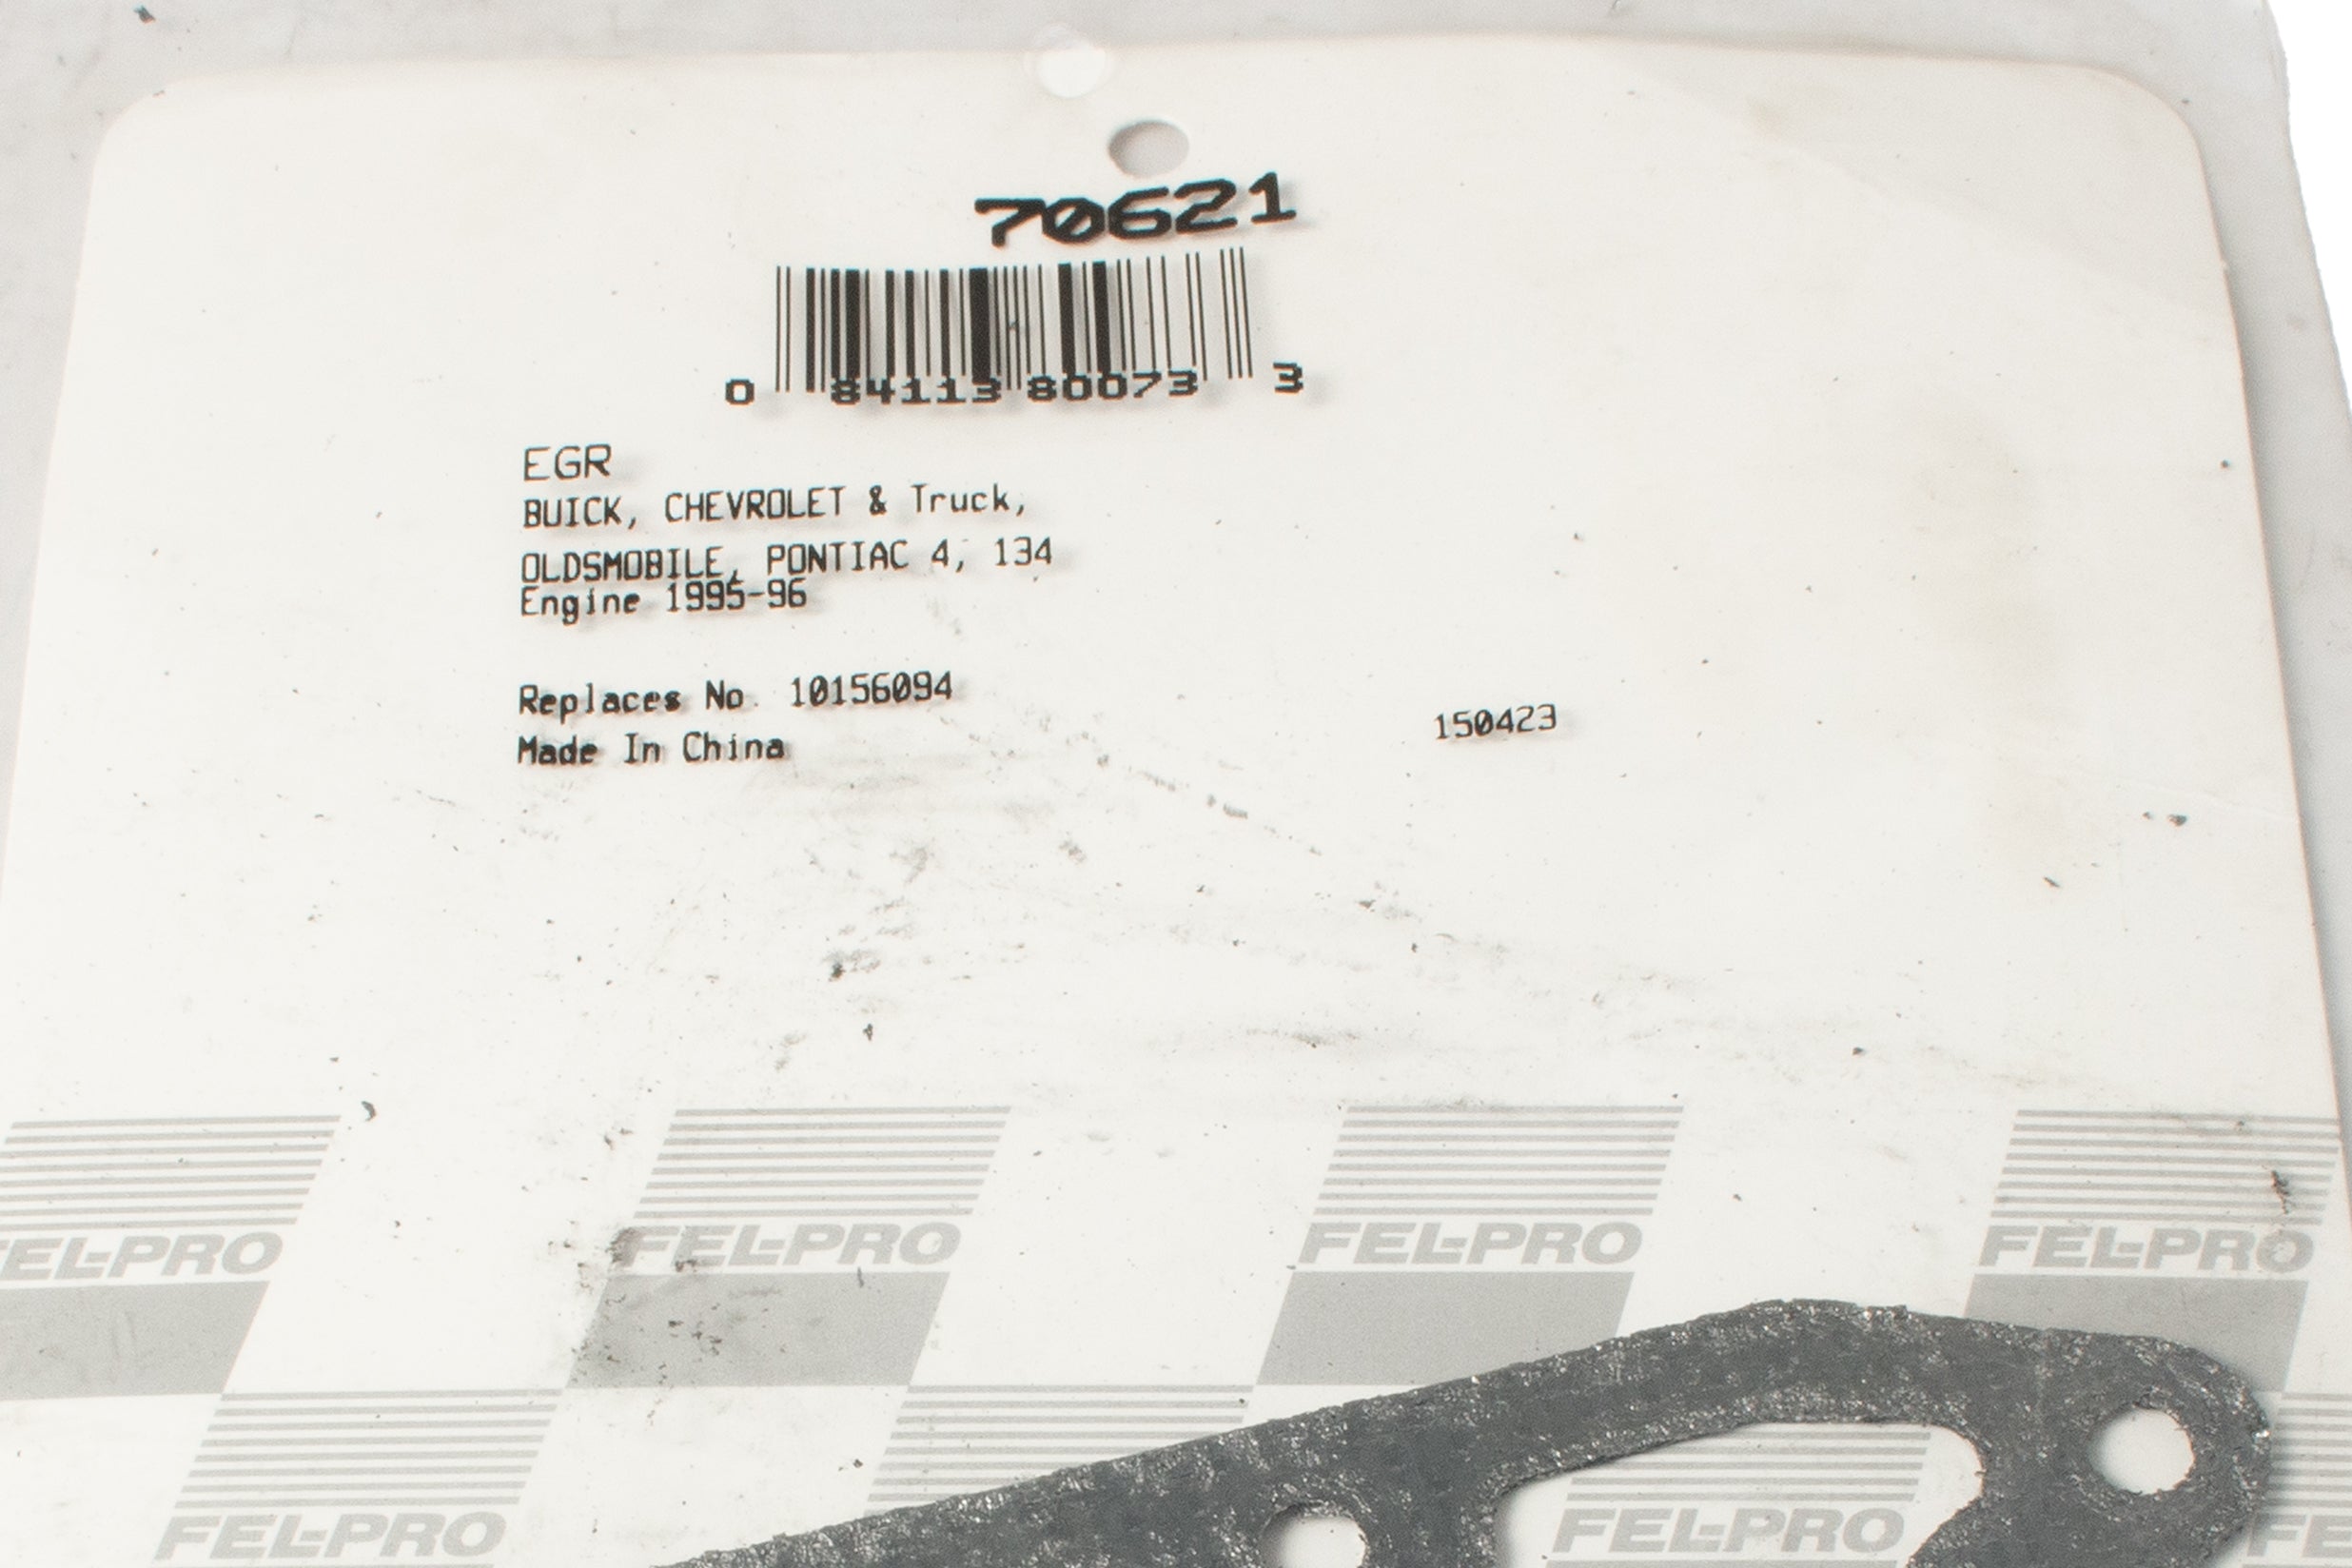 70621
0 84113 80073 3
EGR
BUICK, CHEVROLET & Truck,
OLDSMOBILE, PONTIAC 4, 134
Engine 1995-96
Replaces No. 10156094
Made In China
150423
FEL-PRO FEL-PRO FEL-PRO FEL-PRO
FEL-PRO FEL-PRO